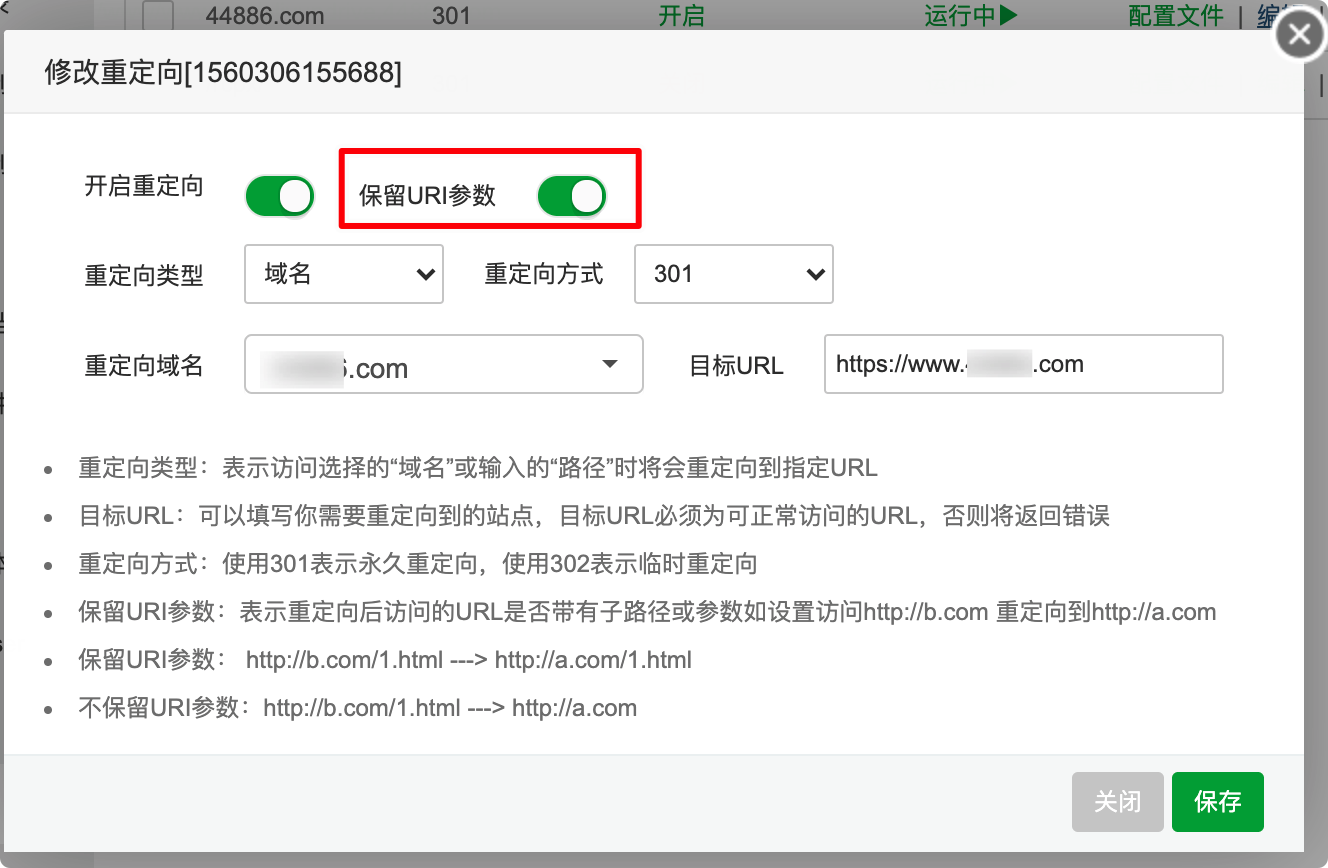 44886.com 301 开启 运行中 配置文件 |
修改重定向[1560306155688]
开启重定向 保留URI参数
重定向类型 域名 重定向方式 301
重定向域名 .com 目标URL https://www. .com
重定向类型：表示访问选择的“域名”或输入的“路径”时将会重定向到指定URL
目标URL：可以填写你需要重定向到的站点，目标URL必须为可正常访问的URL，否则将返回错误
重定向方式：使用301表示永久重定向，使用302表示临时重定向
保留URI参数：表示重定向后访问的URL是否带有子路径或参数如设置访问http://b.com 重定向到http://a.com
保留URI参数： http://b.com/1.html ---> http://a.com/1.html
不保留URI参数：http://b.com/1.html ---> http://a.com
关闭 保存